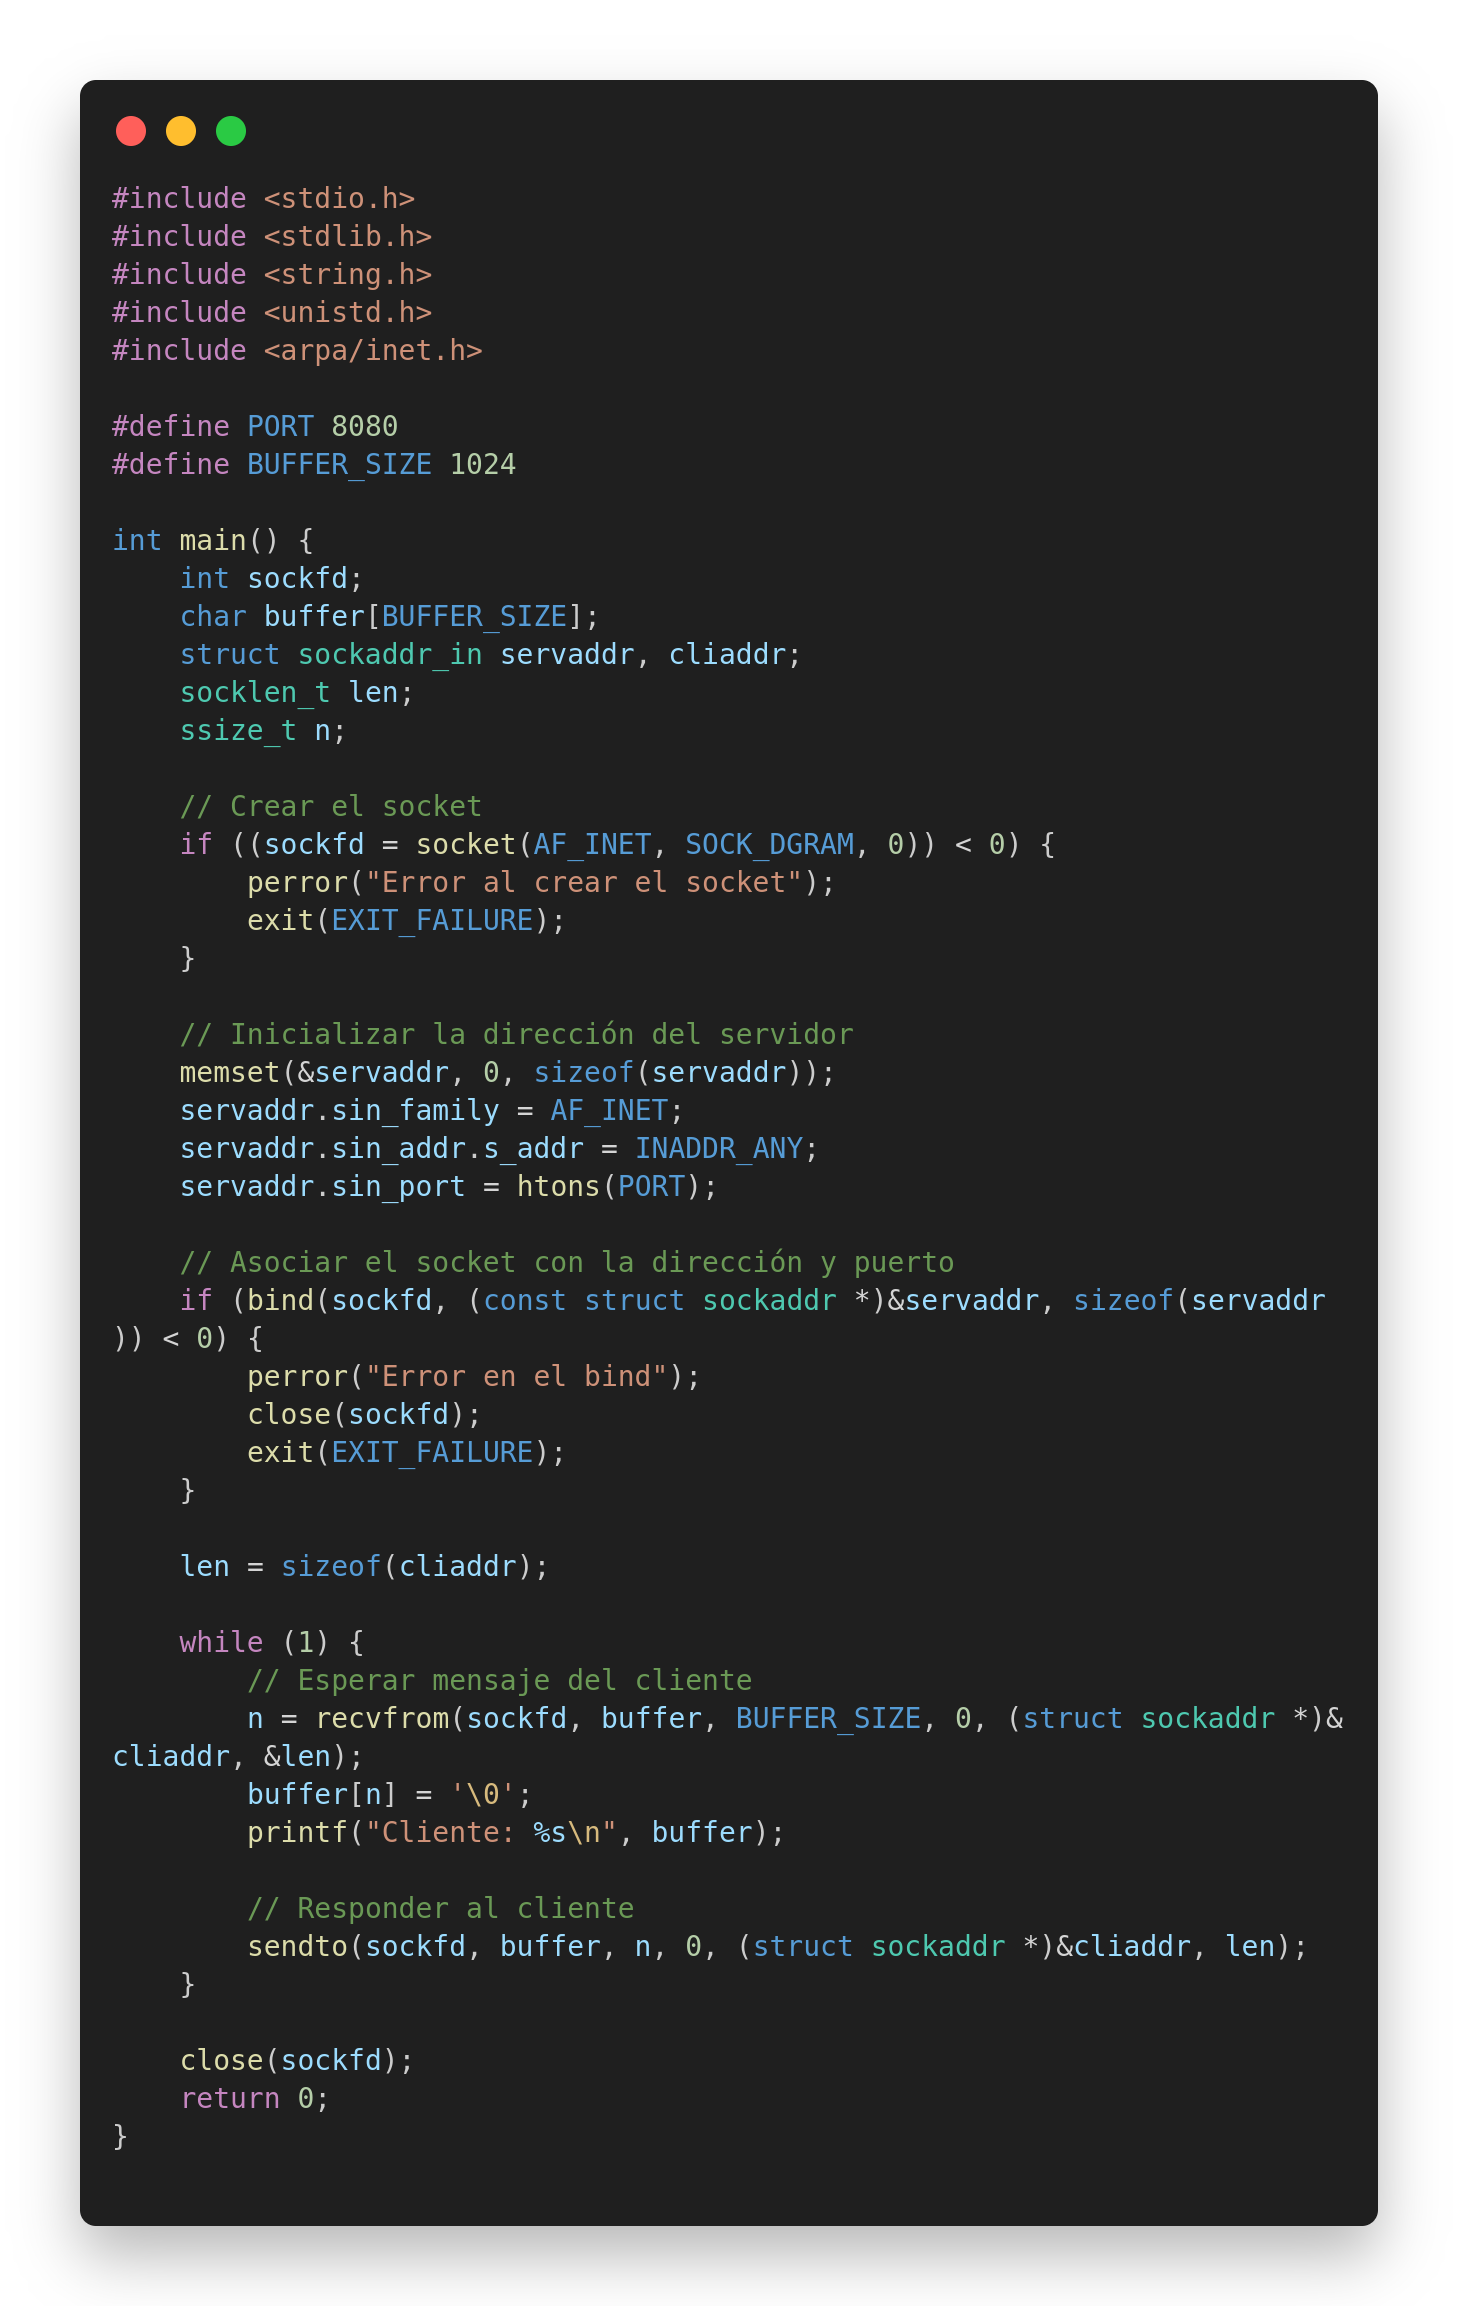 #include <stdio.h>
#include <stdlib.h>
#include <string.h>
#include <unistd.h>
#include <arpa/inet.h>

#define PORT 8080
#define BUFFER_SIZE 1024

int main() {
    int sockfd;
    char buffer[BUFFER_SIZE];
    struct sockaddr_in servaddr, cliaddr;
    socklen_t len;
    ssize_t n;

    // Crear el socket
    if ((sockfd = socket(AF_INET, SOCK_DGRAM, 0)) < 0) {
        perror("Error al crear el socket");
        exit(EXIT_FAILURE);
    }

    // Inicializar la dirección del servidor
    memset(&servaddr, 0, sizeof(servaddr));
    servaddr.sin_family = AF_INET;
    servaddr.sin_addr.s_addr = INADDR_ANY;
    servaddr.sin_port = htons(PORT);

    // Asociar el socket con la dirección y puerto
    if (bind(sockfd, (const struct sockaddr *)&servaddr, sizeof(servaddr
)) < 0) {
        perror("Error en el bind");
        close(sockfd);
        exit(EXIT_FAILURE);
    }

    len = sizeof(cliaddr);

    while (1) {
        // Esperar mensaje del cliente
        n = recvfrom(sockfd, buffer, BUFFER_SIZE, 0, (struct sockaddr *)&
cliaddr, &len);
        buffer[n] = '\0';
        printf("Cliente: %s\n", buffer);

        // Responder al cliente
        sendto(sockfd, buffer, n, 0, (struct sockaddr *)&cliaddr, len);
    }

    close(sockfd);
    return 0;
}